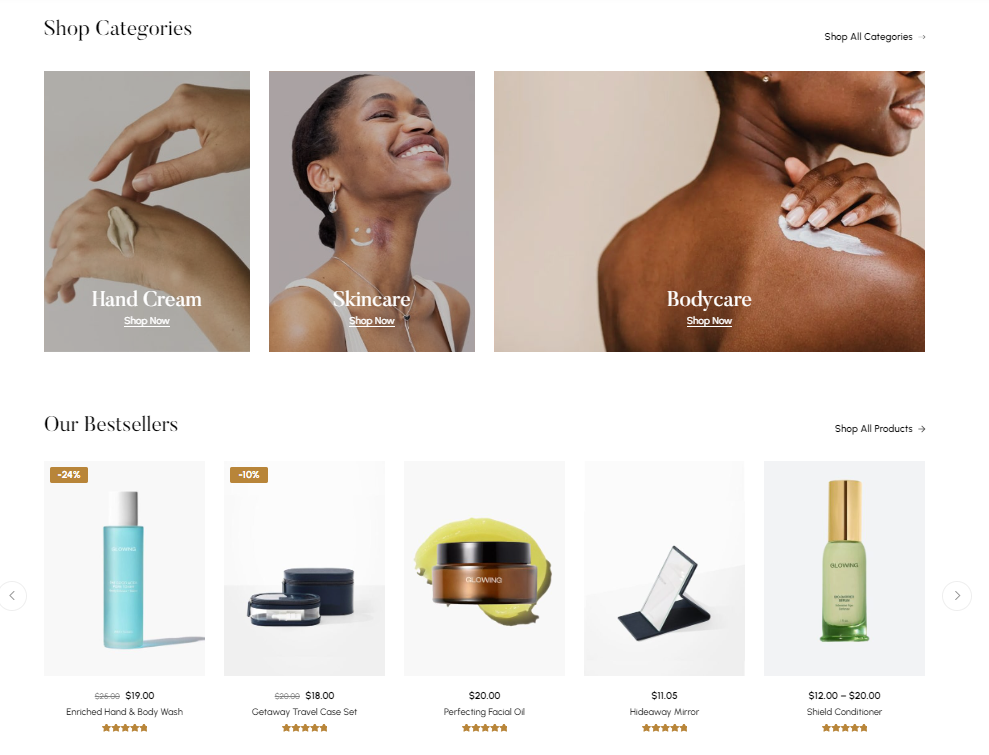 Shop Categories
Shop All Categories →
Hand Cream
Shop Now
Skincare
Shop Now
Bodycare
Shop Now
Our Bestsellers
Shop All Products →
-24%
-10%
GLOWING
GLOWING
GLOWING
$25.00 $19.00
$20.00 $18.00
$20.00
$11.05
$12.00 – $20.00
Enriched Hand & Body Wash
Getaway Travel Case Set
Perfecting Facial Oil
Hideaway Mirror
Shield Conditioner